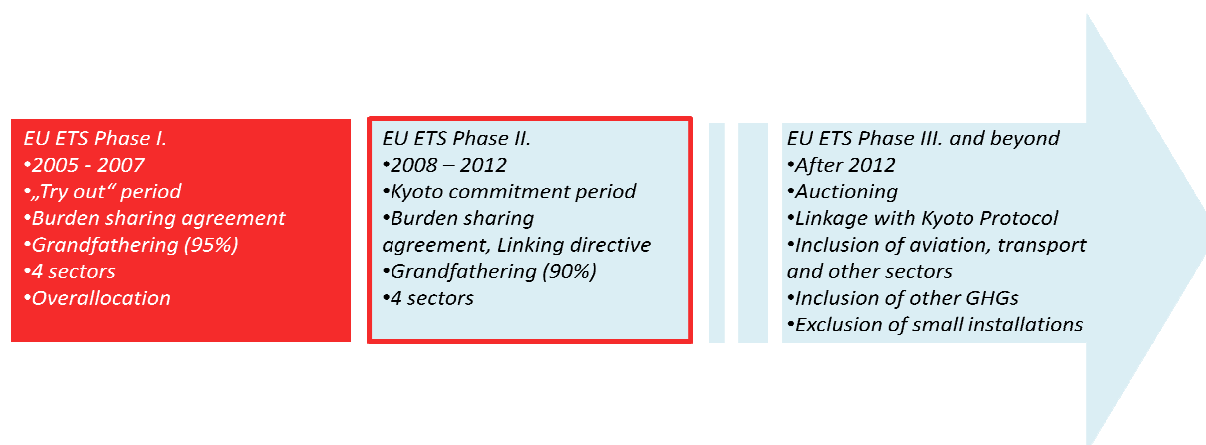 EU ETS Phase I.
•2005 - 2007
•„Try out“ period
•Burden sharing agreement
•Grandfathering (95%)
•4 sectors
•Overallocation
EU ETS Phase II.
•2008 – 2012
•Kyoto commitment period
•Burden sharing
agreement, Linking directive
•Grandfathering (90%)
•4 sectors
EU ETS Phase III. and beyond
•After 2012
•Auctioning
•Linkage with Kyoto Protocol
•Inclusion of aviation, transport
and other sectors
•Inclusion of other GHGs
•Exclusion of small installations